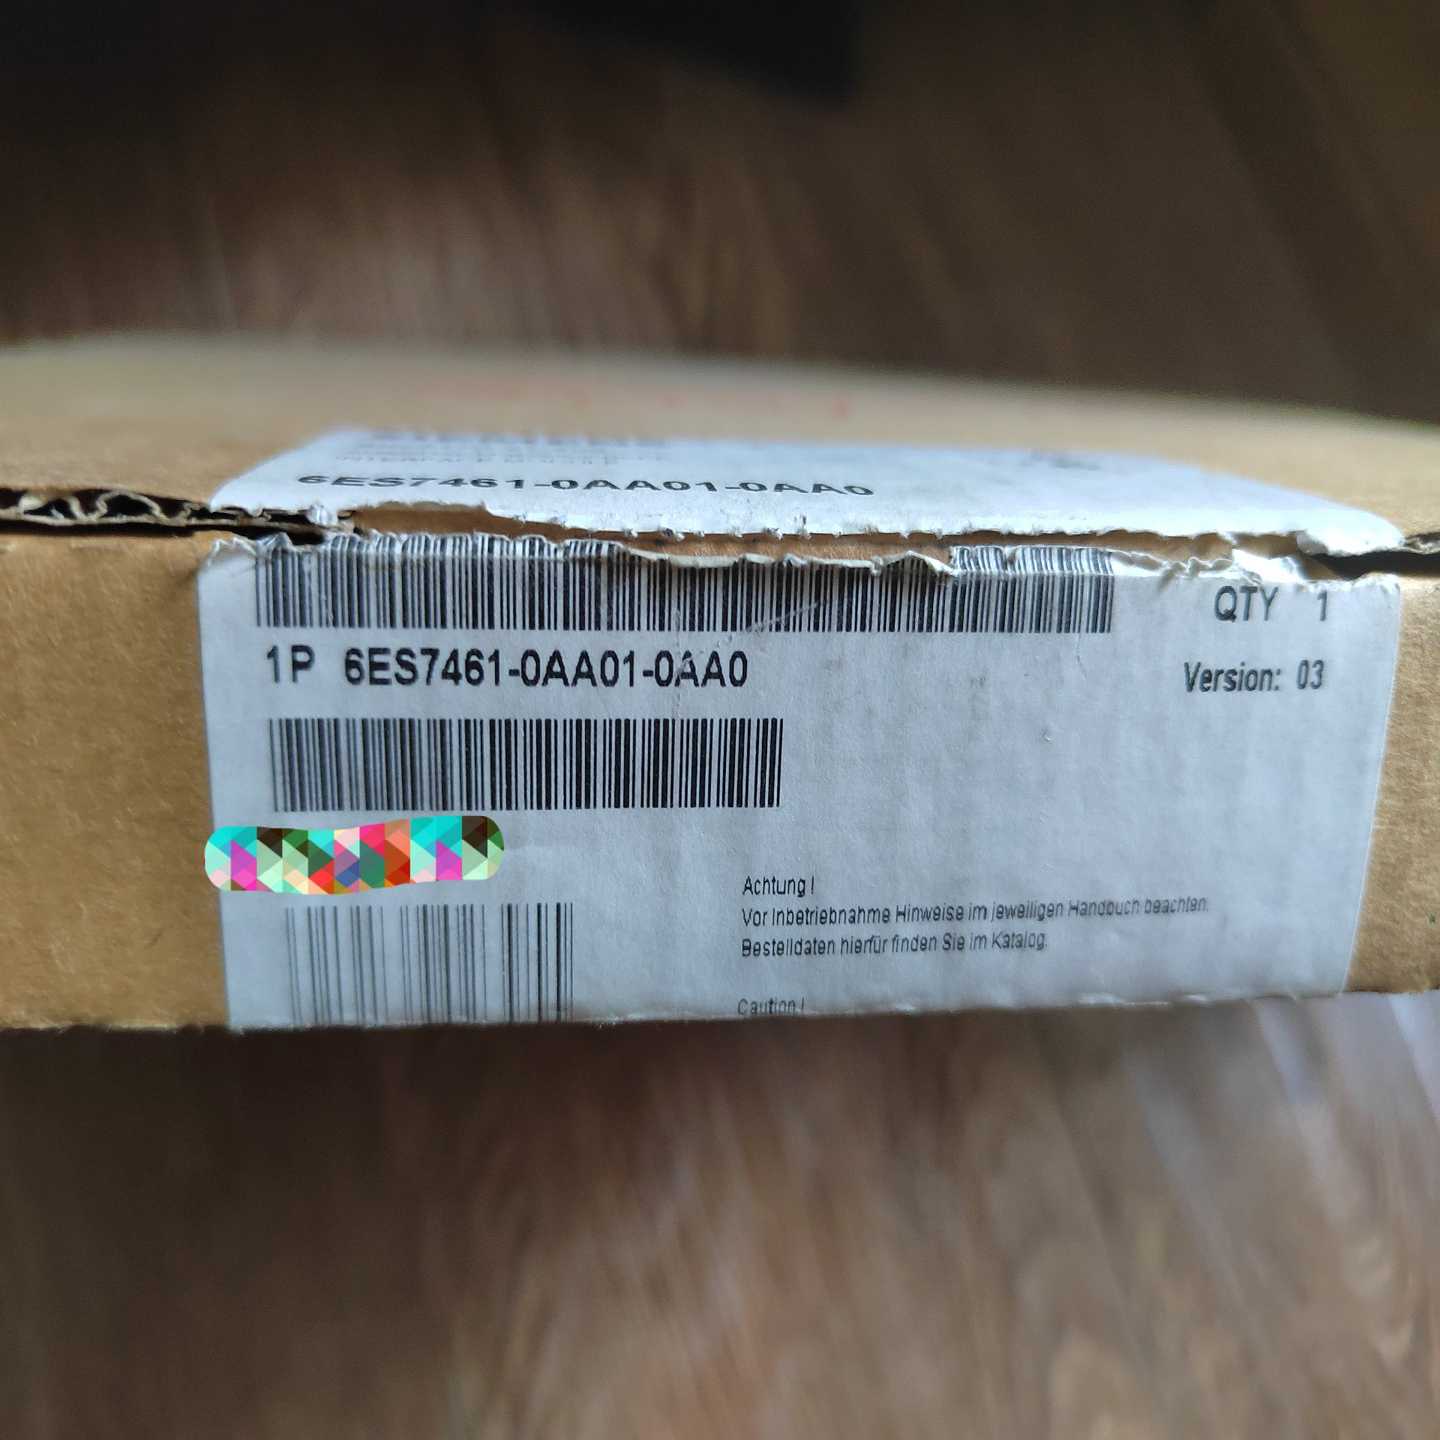 6ES7461-0AA01-0AA0
QTY 1
1P 6ES7461-0AA01-0AA0
Version: 03
Achtung!
Vor Inbetriebnahme Hinweise im jeweiligen Handbuch beachten.
Bestelldaten hierfür finden Sie im Katalog.
Caution!